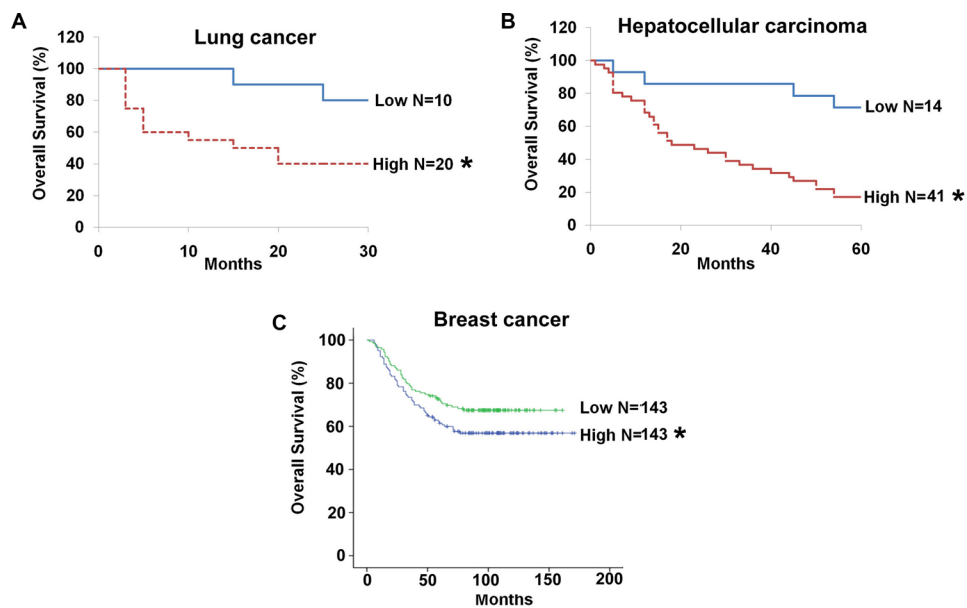 A
Lung cancer
Overall Survival (%)
120
100
80
60
40
20
0
0 10 20 30
Months
Low N=10
High N=20 *
B
Hepatocellular carcinoma
Overall Survival (%)
120
100
80
60
40
20
0
0 20 40 60
Months
Low N=14
High N=41 *
C
Breast cancer
Overall Survival (%)
100
80
60
40
20
0
0 50 100 150 200
Months
Low N=143
High N=143 *